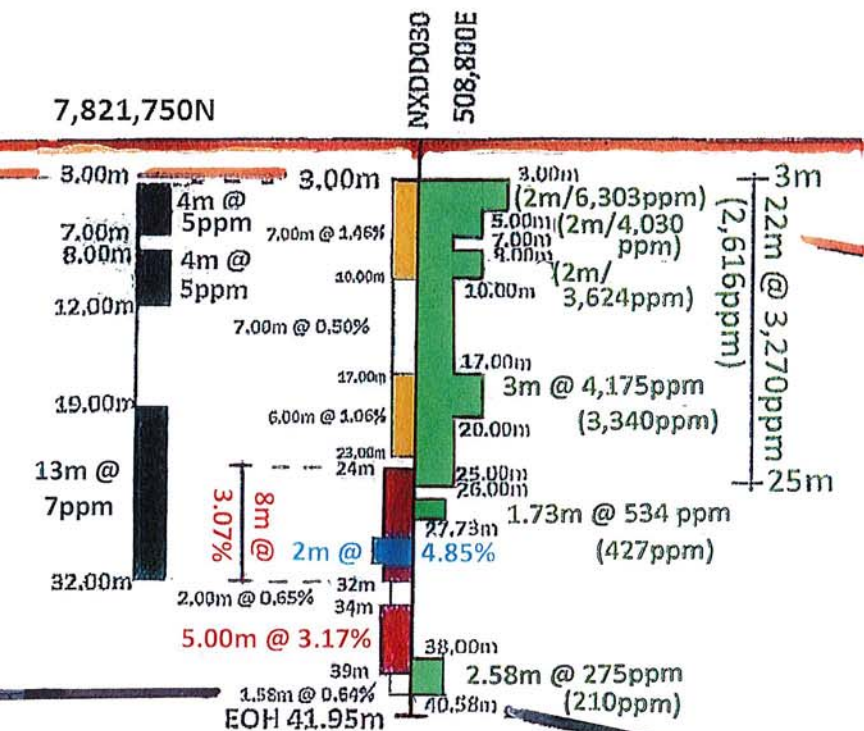 NXDD030
508,800E
7,821,750N
3.00m
4m @
5ppm
7.00m
8.00m
4m @
5ppm
12.00m
19.00m
13m @
7ppm
32.00m
3.00m
7.00m @ 1.46%
10.00m
7.00m @ 0.50%
17.00m
6.00m @ 1.06%
23.00m
24m
8m @
3.07%
2m @ 4.85%
32m
2.00m @ 0.65%
34m
5.00m @ 3.17%
39m
1.58m @ 0.64%
EOH 41.95m
3.00m
(2m/6,303ppm)
5.00m
(2m/4,030
ppm)
7.00m
8.00m
(2m/
3,624ppm)
10.00m
17.00m
3m @ 4,175ppm
(3,340ppm)
20.00m
25.00m
26.00m
1.73m @ 534 ppm
(427ppm)
27.73m
38.00m
2.58m @ 275ppm
(210ppm)
40.58m
3m
22m @ 3,270ppm
(2,616ppm)
25m